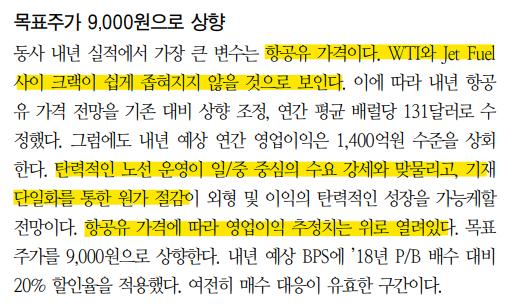 목표주가 9,000원으로 상향
동사 내년 실적에서 가장 큰 변수는 항공유 가격이다. WTI와 Jet Fuel
사이 크랙이 쉽게 좁혀지지 않을 것으로 보인다. 이에 따라 내년 항공
유 가격 전망을 기존 대비 상향 조정, 연간 평균 배럴당 131달러로 수
정했다. 그럼에도 내년 예상 연간 영업이익은 1,400억원 수준을 상회
한다. 탄력적인 노선 운영이 일/중 중심의 수요 강세와 맞물리고, 기재
단일화를 통한 원가 절감이 외형 및 이익의 탄력적인 성장을 가능케할
전망이다. 항공유 가격에 따라 영업이익 추정치는 위로 열려있다. 목표
주가를 9,000원으로 상향한다. 내년 예상 BPS에 '18년 P/B 배수 대비
20% 할인율을 적용했다. 여전히 매수 대응이 유효한 구간이다.